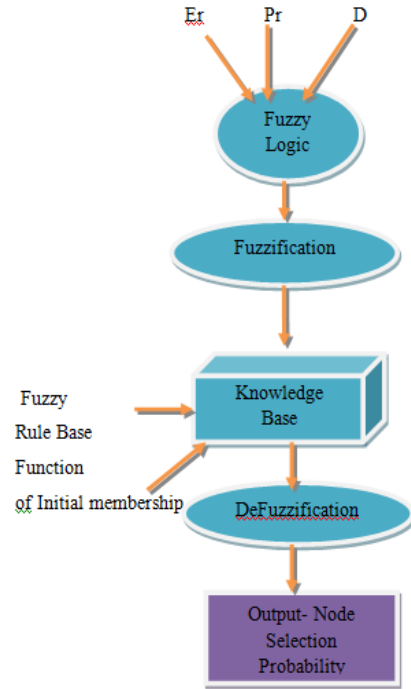 Er Pr D
Fuzzy
Logic
Fuzzification
Knowledge
Base
Fuzzy
Rule Base
Function
of Initial membership
DeFuzzification
Output- Node
Selection
Probability